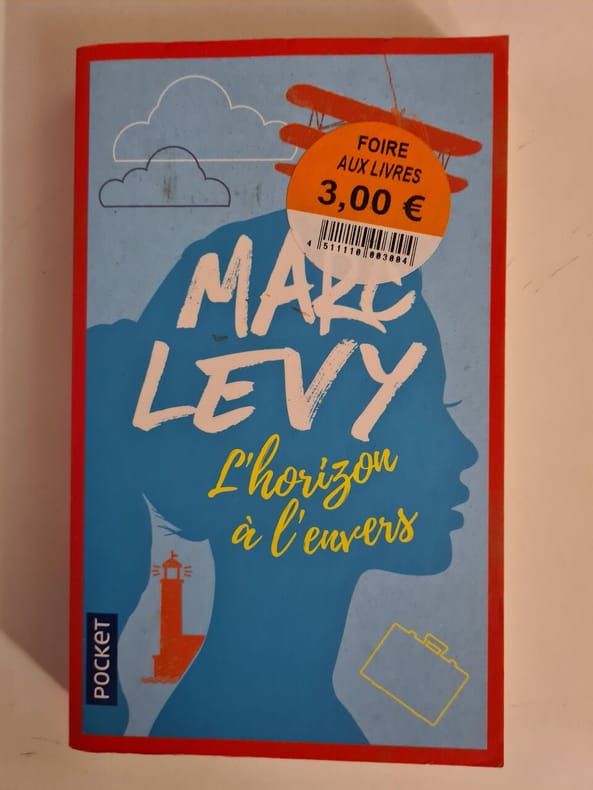 FOIRE
AUX LIVRES
3,00 €
4 511110 003004
MARC
LEVY
L'horizon
à l'envers
POCKET